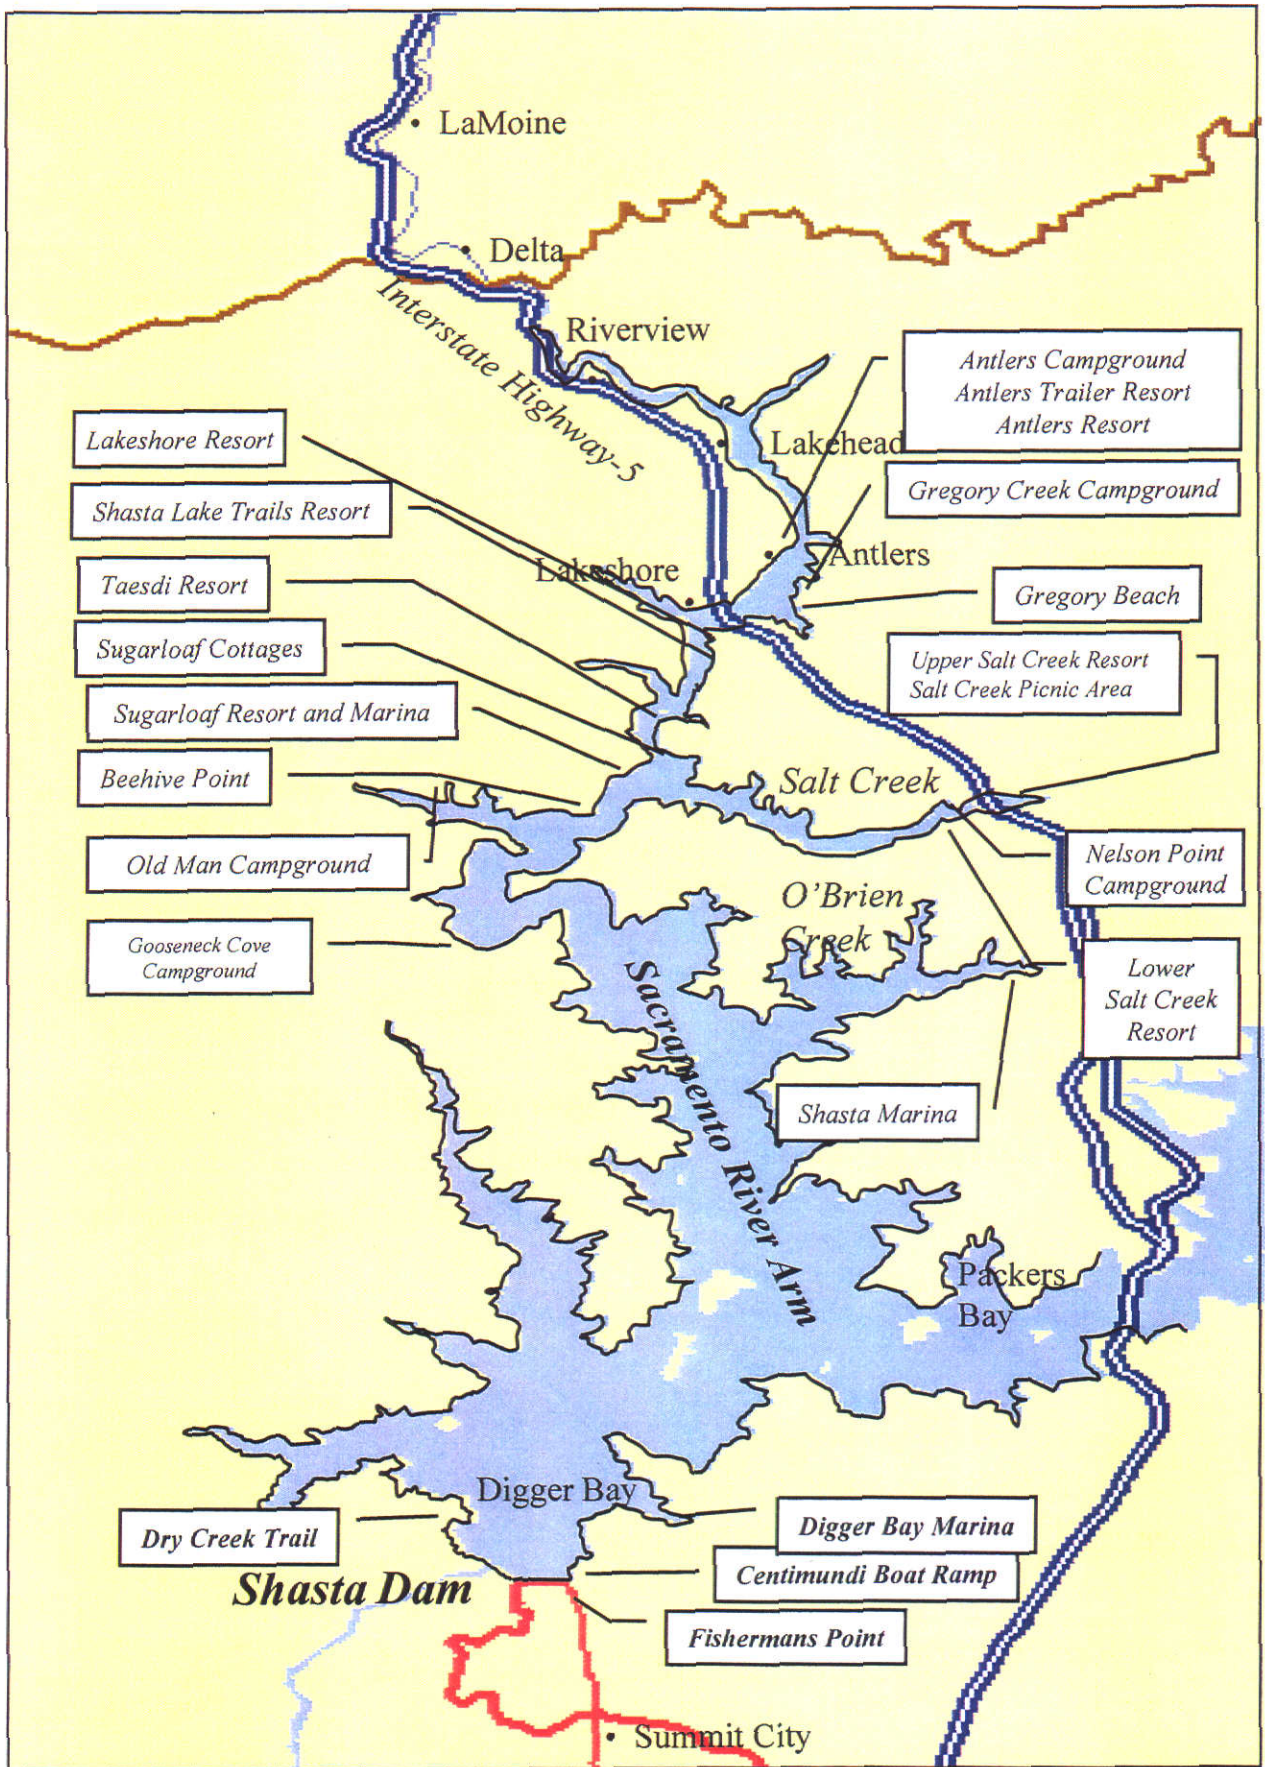 LaMoine
Delta
Interstate Highway-5
Riverview
Antlers Campground
Antlers Trailer Resort
Antlers Resort
Lakeshore Resort
Lakehead
Gregory Creek Campground
Shasta Lake Trails Resort
Antlers
Lakeshore
Taesdi Resort
Gregory Beach
Sugarloaf Cottages
Upper Salt Creek Resort
Salt Creek Picnic Area
Sugarloaf Resort and Marina
Beehive Point
Salt Creek
Old Man Campground
Nelson Point
Campground
O'Brien
Creek
Gooseneck Cove
Campground
Lower
Salt Creek
Resort
Sacramento River Arm
Shasta Marina
Packers
Bay
Digger Bay
Digger Bay Marina
Dry Creek Trail
Centimundi Boat Ramp
Shasta Dam
Fishermans Point
Summit City